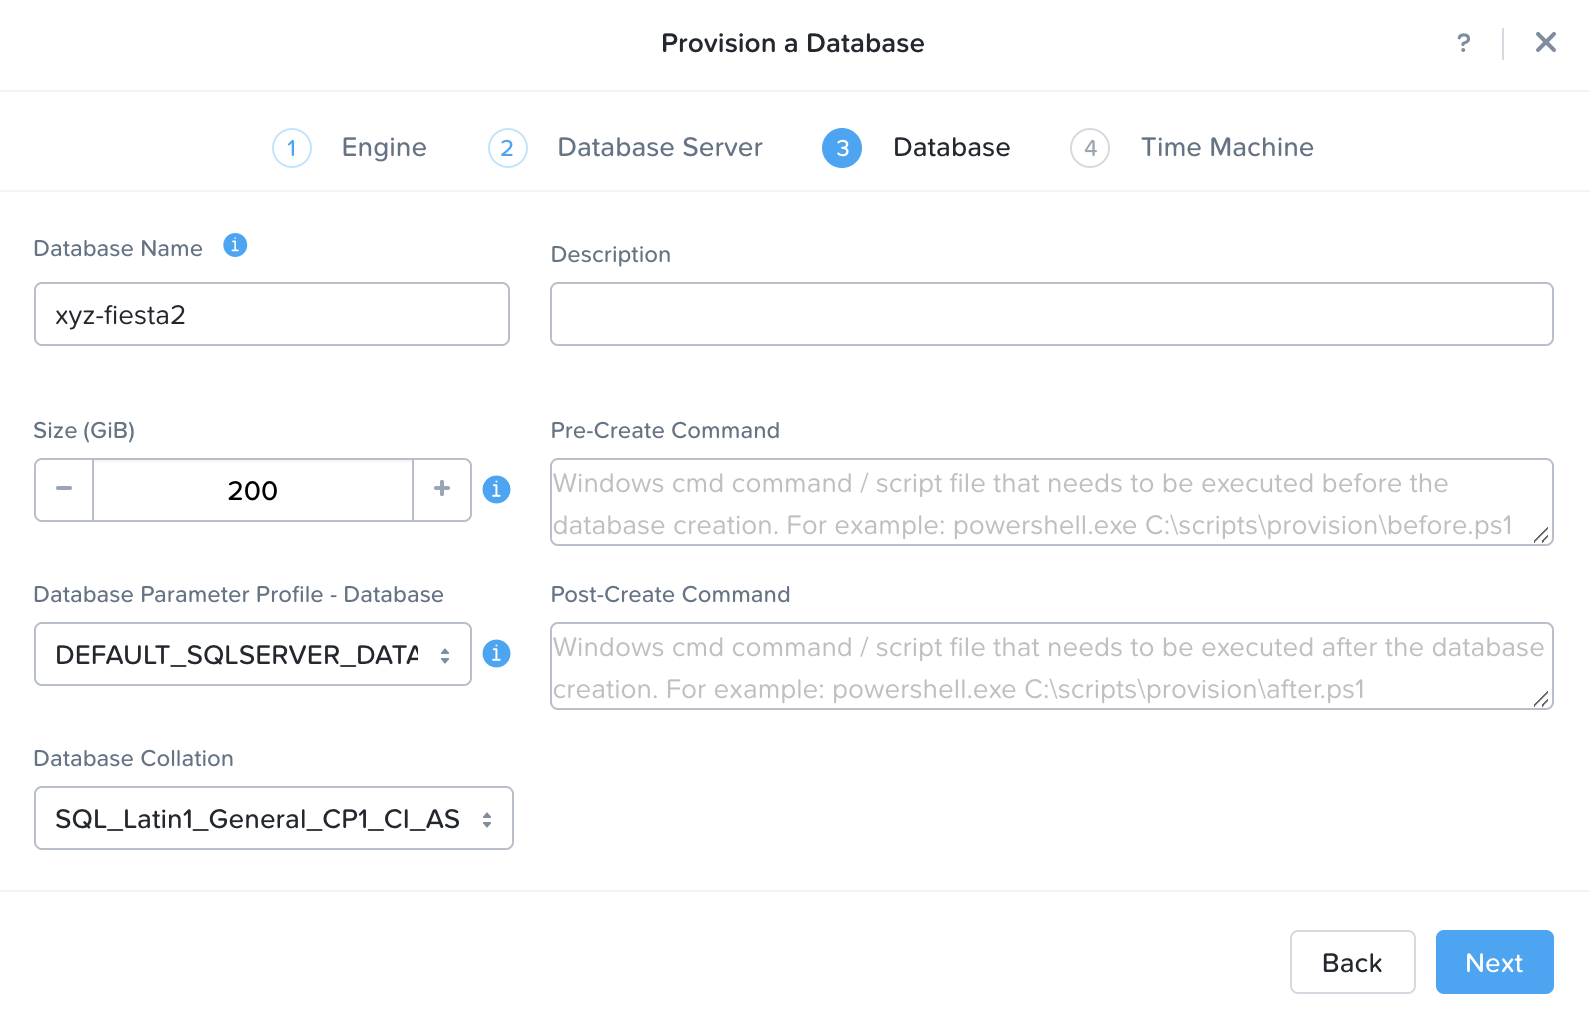 Provision a Database
?
1 Engine 2 Database Server 3 Database 4 Time Machine
Database Name i
xyz-fiesta2
Description
Size (GiB)
− 200 + i
Pre-Create Command
Windows cmd command / script file that needs to be executed before the
database creation. For example: powershell.exe C:\scripts\provision\before.ps1
Database Parameter Profile - Database
DEFAULT_SQLSERVER_DATA i
Post-Create Command
Windows cmd command / script file that needs to be executed after the database
creation. For example: powershell.exe C:\scripts\provision\after.ps1
Database Collation
SQL_Latin1_General_CP1_CI_AS
Back Next